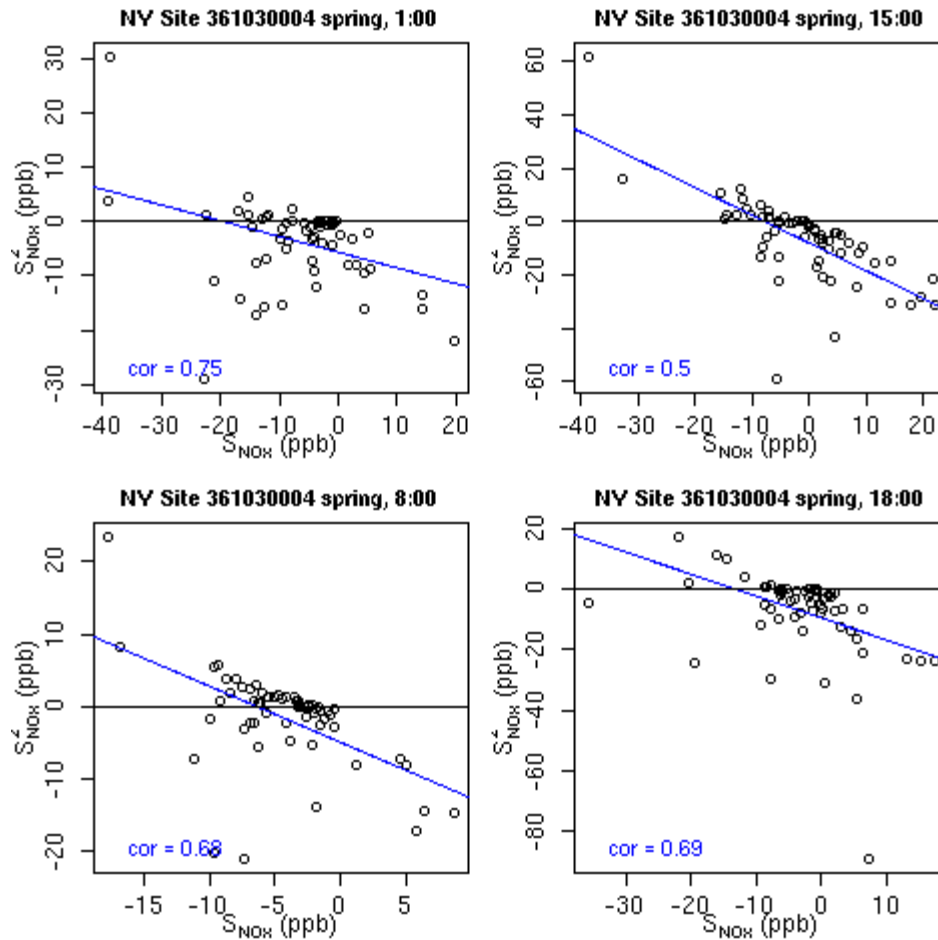 NY Site 361030004 spring, 1:00
30
20
10
0
-10
-30
S²NOx (ppb)
cor = 0.75
-40 -30 -20 -10 0 10 20
SNOx (ppb)
NY Site 361030004 spring, 15:00
60
40
20
0
-20
-60
S²NOx (ppb)
cor = 0.5
-40 -30 -20 -10 0 10 20
SNOx (ppb)
NY Site 361030004 spring, 8:00
20
10
0
-10
-20
S²NOx (ppb)
cor = 0.68
-15 -10 -5 0 5
SNOx (ppb)
NY Site 361030004 spring, 18:00
20
0
-20
-40
-60
-80
S²NOx (ppb)
cor = 0.69
-30 -20 -10 0 10
SNOx (ppb)